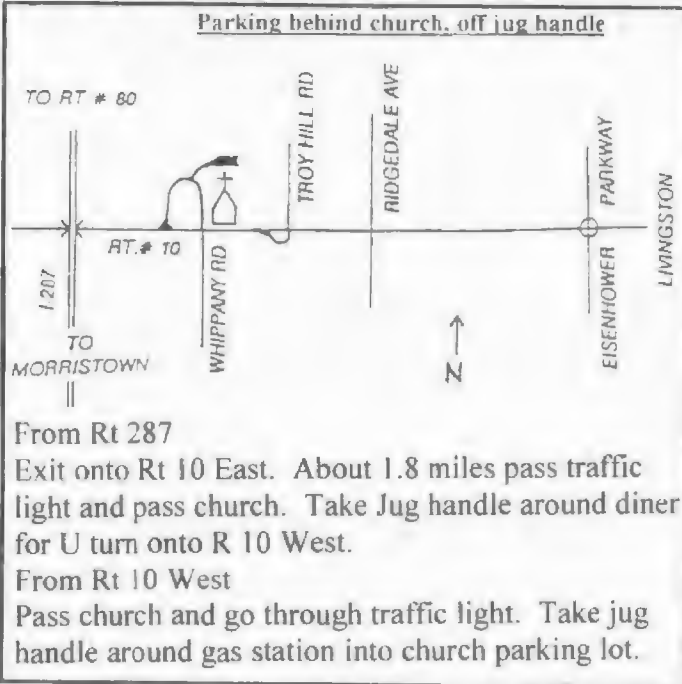 Parking behind church, off jug handle
TO RT # 80
TROY HILL RD
RIDGEDALE AVE
PARKWAY
LIVINGSTON
RT.# 10
I-287
WHIPPANY RD
EISENHOWER
TO
MORRISTOWN
N
From Rt 287
Exit onto Rt 10 East. About 1.8 miles pass traffic
light and pass church. Take Jug handle around diner
for U turn onto R 10 West.
From Rt 10 West
Pass church and go through traffic light. Take jug
handle around gas station into church parking lot.